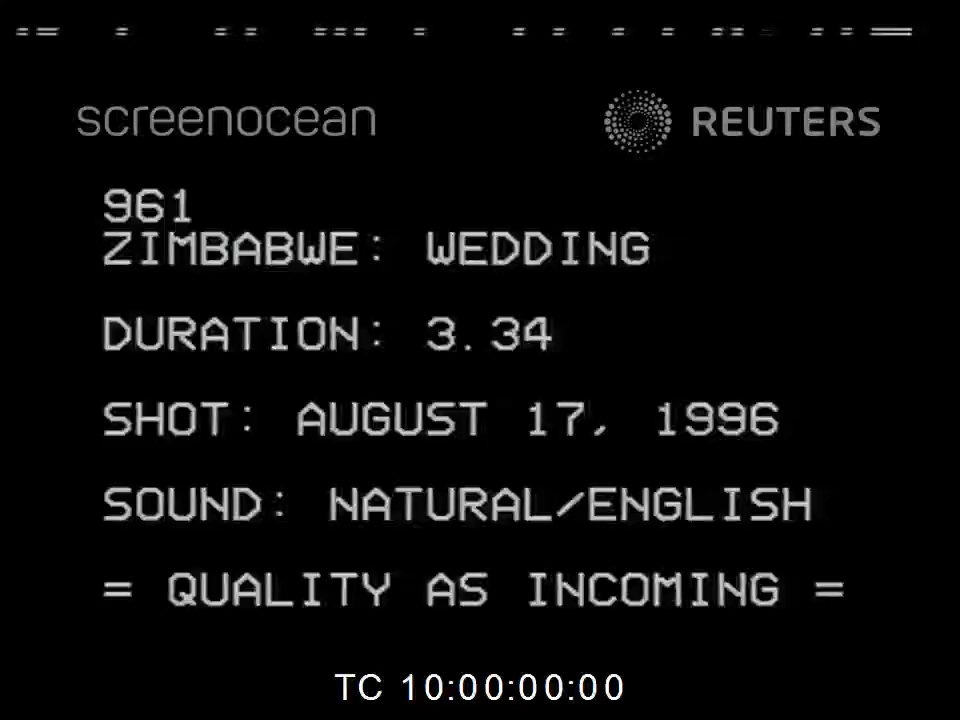 screenocean REUTERS
961
ZIMBABWE: WEDDING
DURATION: 3.34
SHOT: AUGUST 17, 1996
SOUND: NATURAL/ENGLISH
= QUALITY AS INCOMING =
TC 10:00:00:00